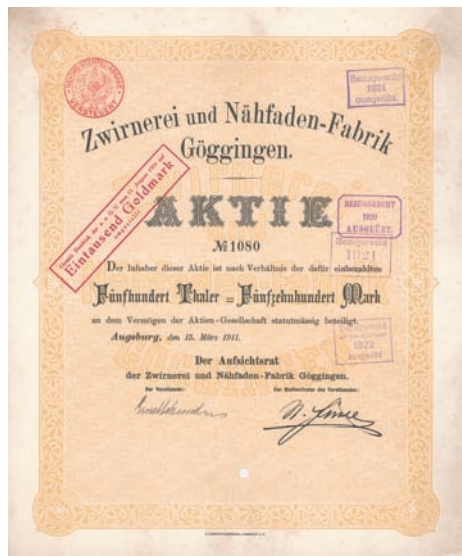 VERSTEUERT
Bezugsrecht
1921
ausgeübt.
Zwirnerei und Nähfaden-Fabrik
Göggingen.
Eintausend Goldmark
AKTIE
BEZUGSRECHT
1920
AUSGEÜBT.
№ 1080
Bezugsrecht
1921
Der Inhaber dieser Aktie ist nach Verhältnis der dafür einbezahlten
Fünfhundert Thaler = Fünfzehnhundert Mark
an dem Vermögen der Aktien-Gesellschaft statutmässig beteiligt.
Augsburg, den 15. März 1911.
1922
ausgeübt
Der Aufsichtsrat
der Zwirnerei und Nähfaden-Fabrik Göggingen.
Der Vorsitzende:
Der Stellvertreter des Vorsitzenden: